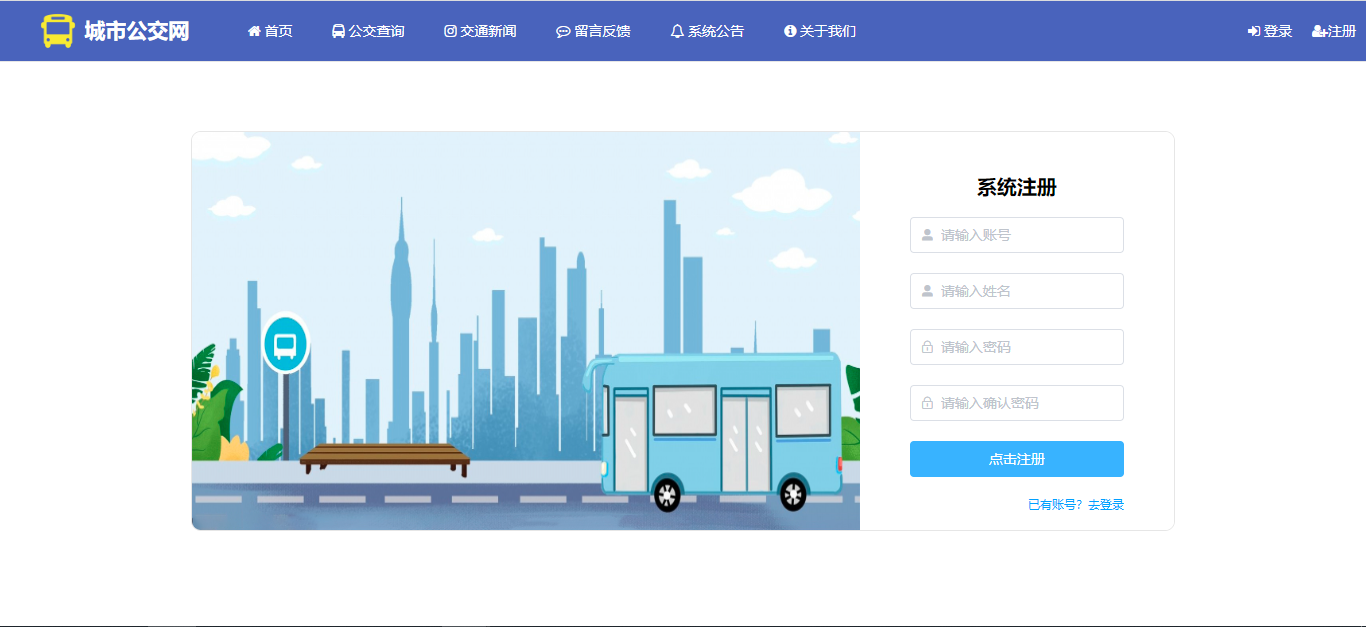 城市公交网
首页
公交查询
交通新闻
留言反馈
系统公告
关于我们
登录
注册
系统注册
请输入账号
请输入姓名
请输入密码
请输入确认密码
点击注册
已有账号？去登录